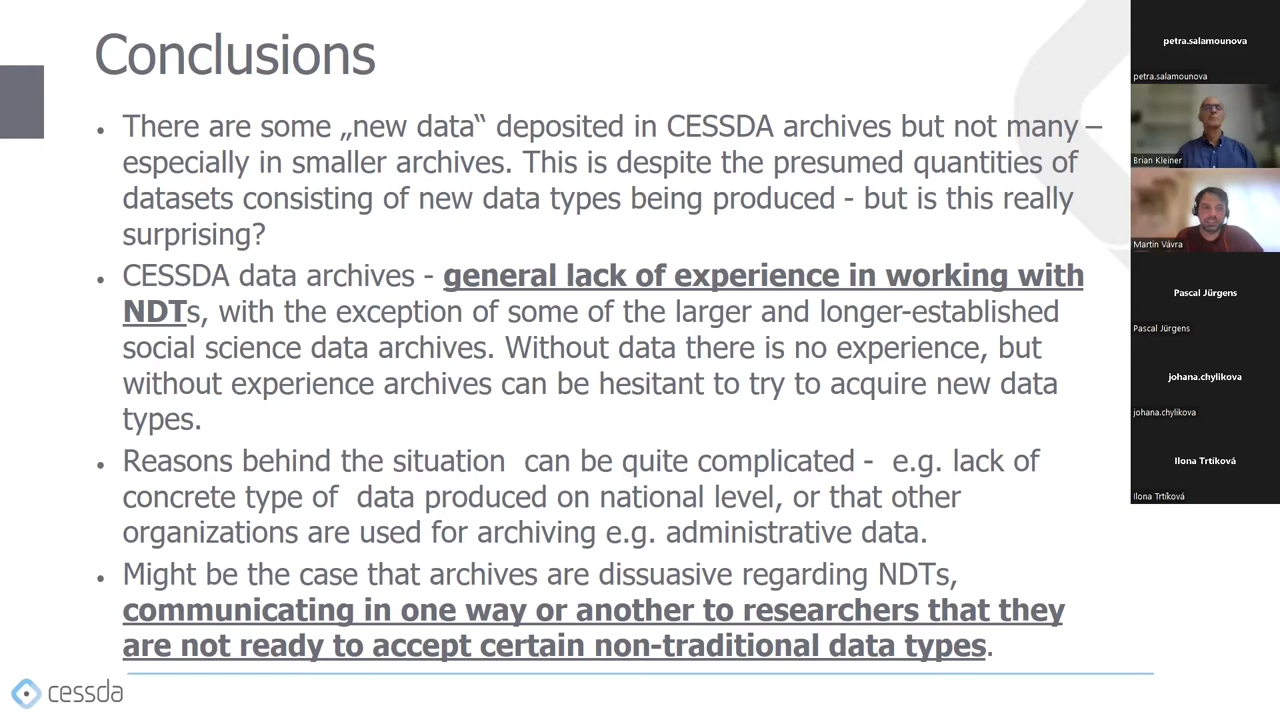 Conclusions
• There are some „new data“ deposited in CESSDA archives but not many –
especially in smaller archives. This is despite the presumed quantities of
datasets consisting of new data types being produced - but is this really
surprising?
• CESSDA data archives - general lack of experience in working with
NDTs, with the exception of some of the larger and longer-established
social science data archives. Without data there is no experience, but
without experience archives can be hesitant to try to acquire new data
types.
• Reasons behind the situation  can be quite complicated -  e.g. lack of
concrete type of  data produced on national level, or that other
organizations are used for archiving e.g. administrative data.
• Might be the case that archives are dissuasive regarding NDTs,
communicating in one way or another to researchers that they
are not ready to accept certain non-traditional data types.
cessda
petra.salamounova
petra.salamounova
Brian Kleiner
Martin Vávra
Pascal Jürgens
Pascal Jürgens
johana.chylikova
johana.chylikova
Ilona Trtíková
Ilona Trtíková